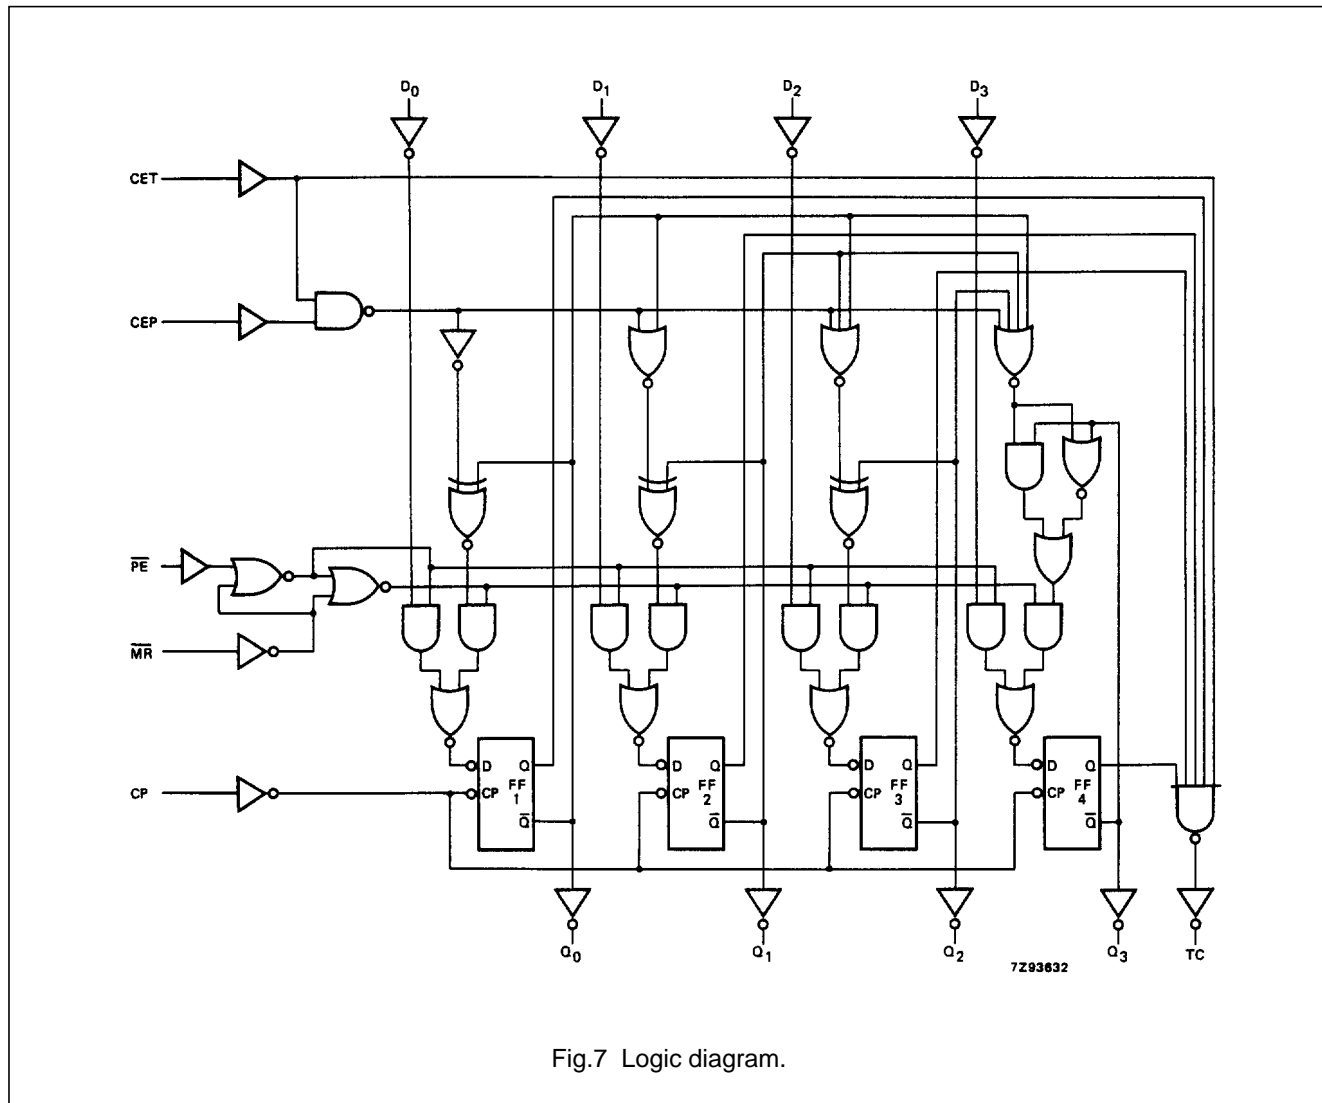 D0 D1 D2 D3
CET
CEP
PE
MR
D Q D Q D Q D Q
FF 1 FF 2 FF 3 FF 4
CP
CP CP CP CP
Q Q Q Q
Q0 Q1 Q2 Q3 TC
7Z93632
Fig.7 Logic diagram.